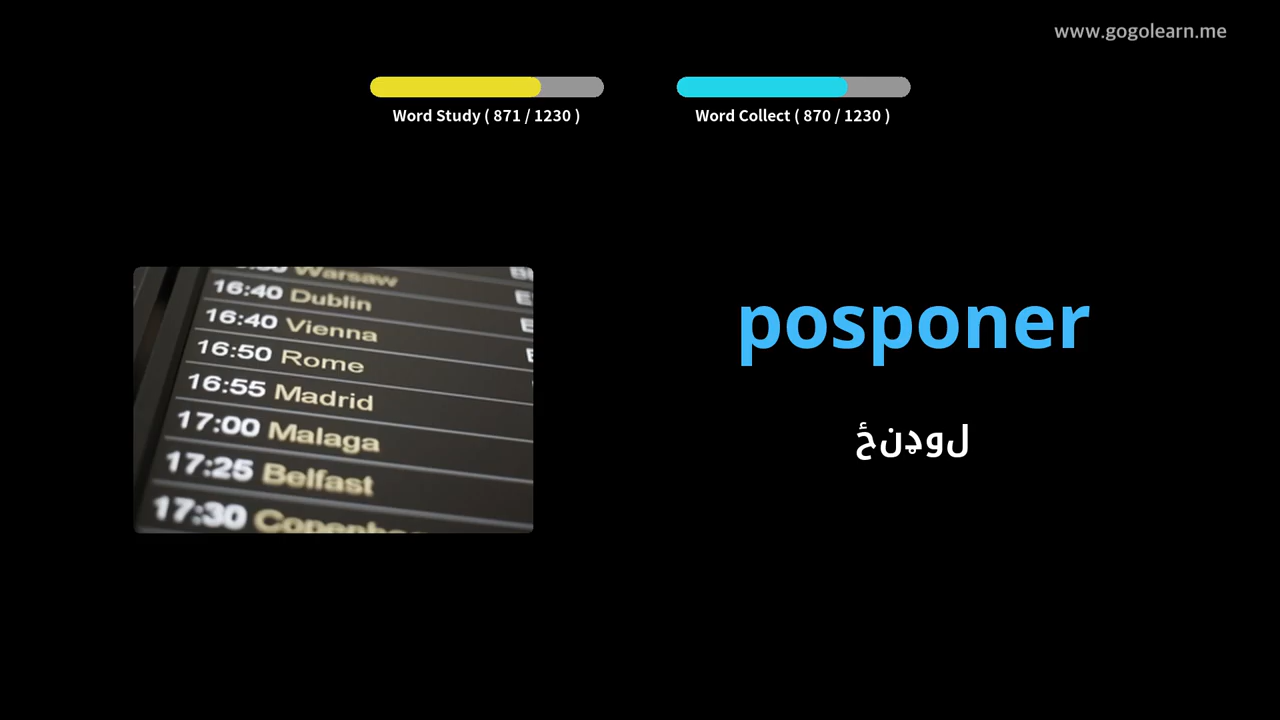 www.gogolearn.me
Word Study ( 871 / 1230 )
Word Collect ( 870 / 1230 )
Warsaw
16:40 Dublin
16:40 Vienna
16:50 Rome
16:55 Madrid
17:00 Malaga
17:25 Belfast
17:30
posponer
لوډنځ